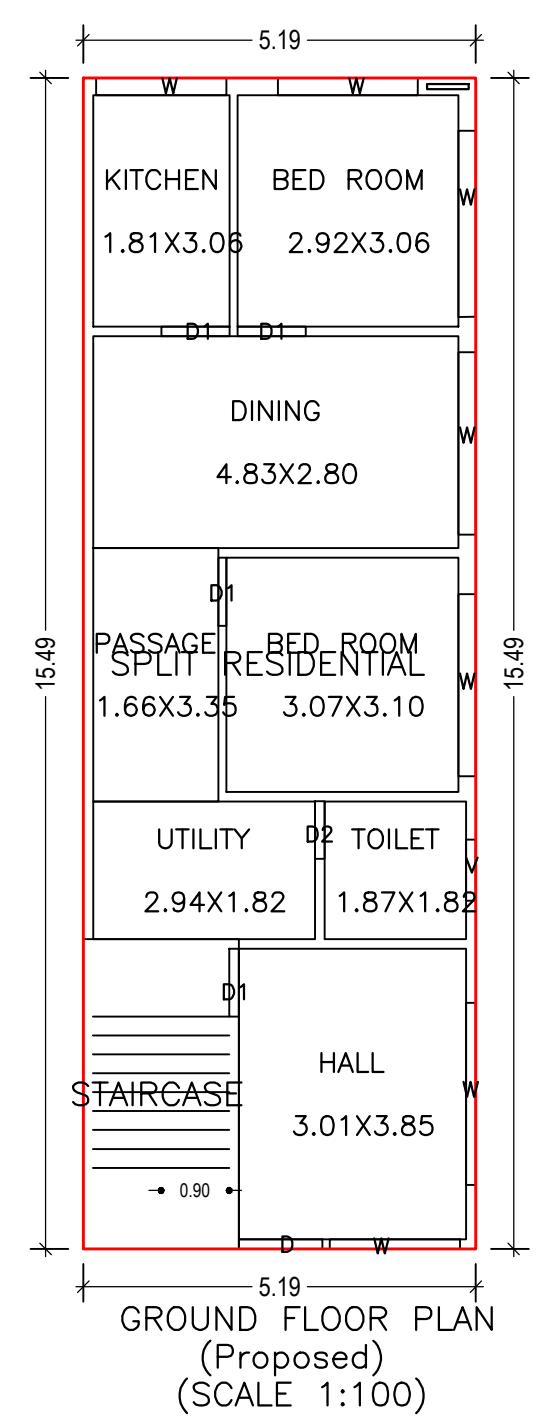 5.19
W W
KITCHEN BED ROOM
W
1.81X3.06 2.92X3.06
D1 D1
DINING
W
4.83X2.80
D1
PASSAGE BED ROOM
SPLIT RESIDENTIAL
15.49 15.49
W
1.66X3.35 3.07X3.10
D2
UTILITY TOILET
V
2.94X1.82 1.87X1.82
D1
HALL
STAIRCASE
W
3.01X3.85
0.90
D W
5.19
GROUND FLOOR PLAN
(Proposed)
(SCALE 1:100)